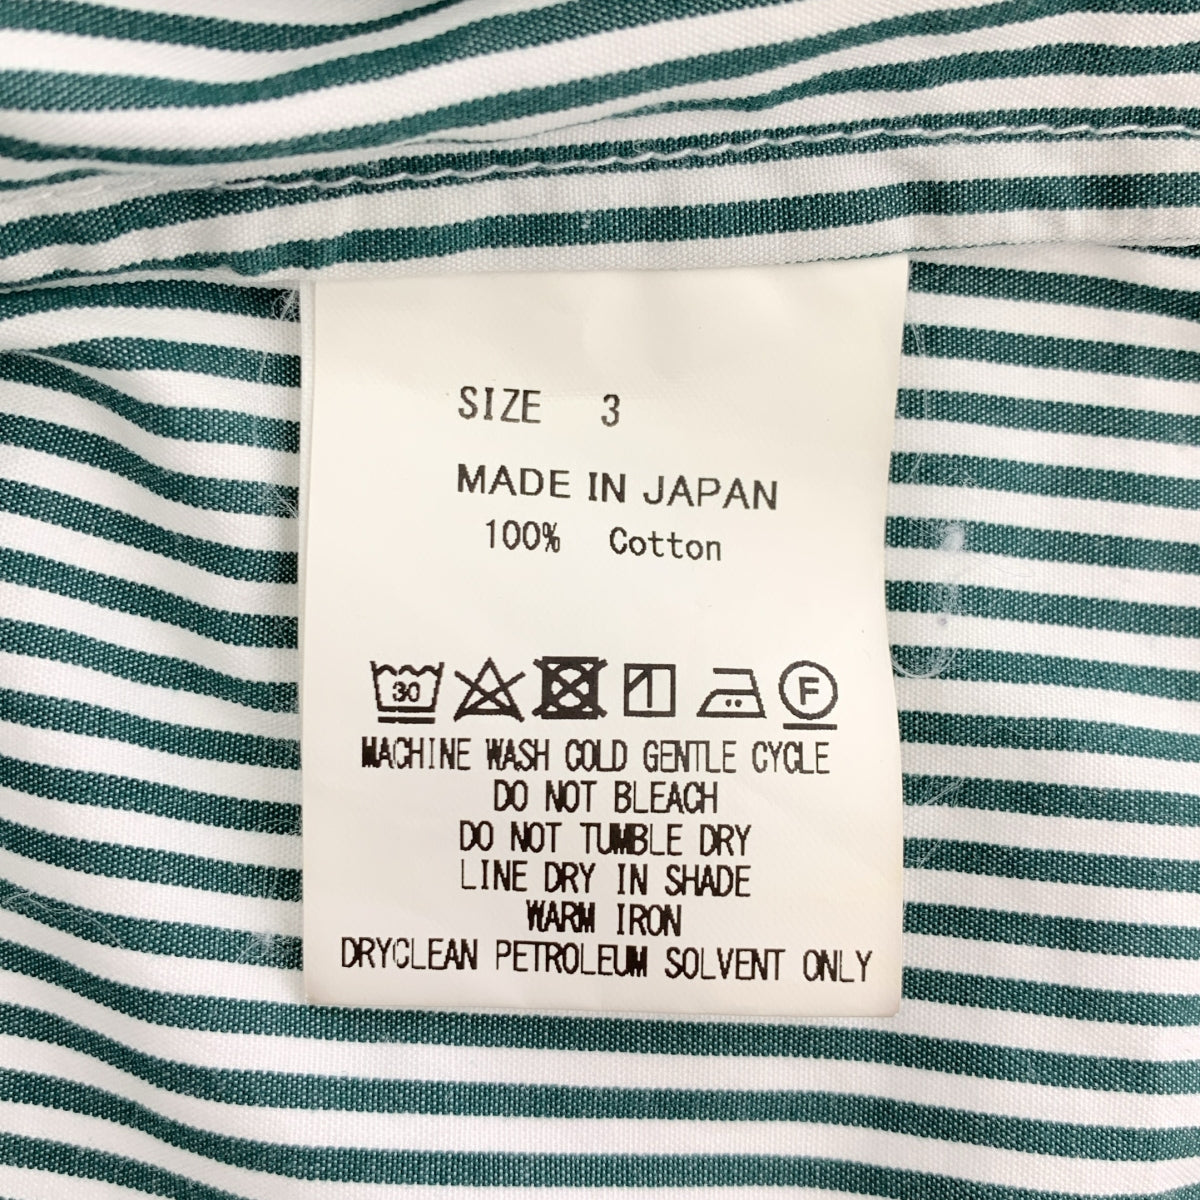 SIZE 3
MADE IN JAPAN
100% Cotton
30 F
MACHINE WASH COLD GENTLE CYCLE
DO NOT BLEACH
DO NOT TUMBLE DRY
LINE DRY IN SHADE
WARM IRON
DRYCLEAN PETROLEUM SOLVENT ONLY